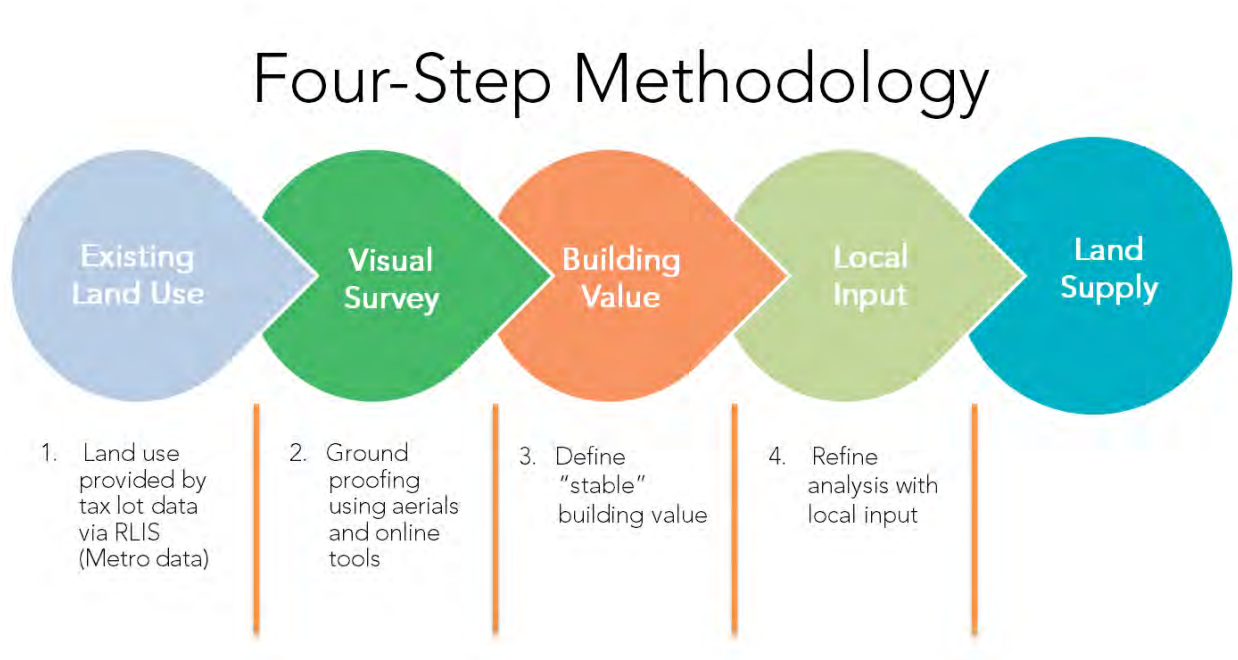 Four-Step Methodology
Existing
Land Use
Visual
Survey
Building
Value
Local
Input
Land
Supply
1. Land use
provided by
tax lot data
via RLIS
(Metro data)
2. Ground
proofing
using aerials
and online
tools
3. Define
“stable”
building value
4. Refine
analysis with
local input